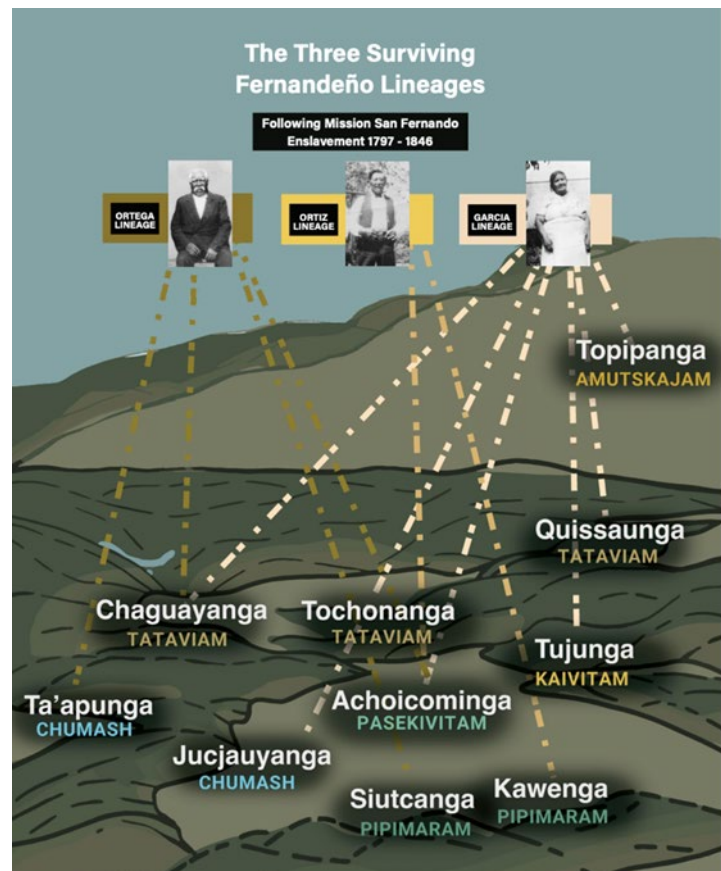 The Three Surviving
Fernandeño Lineages
Following Mission San Fernando
Enslavement 1797 - 1846
ORTEGA
LINEAGE
ORTIZ
LINEAGE
GARCIA
LINEAGE
Topipanga
AMUTSKAJAM
Quissaunga
TATAVIAM
Chaguayanga
TATAVIAM
Tochonanga
TATAVIAM
Tujunga
KAIVITAM
Ta'apunga
CHUMASH
Achoicominga
PASEKIVITAM
Jucjauyanga
CHUMASH
Siutcanga
PIPIMARAM
Kawenga
PIPIMARAM